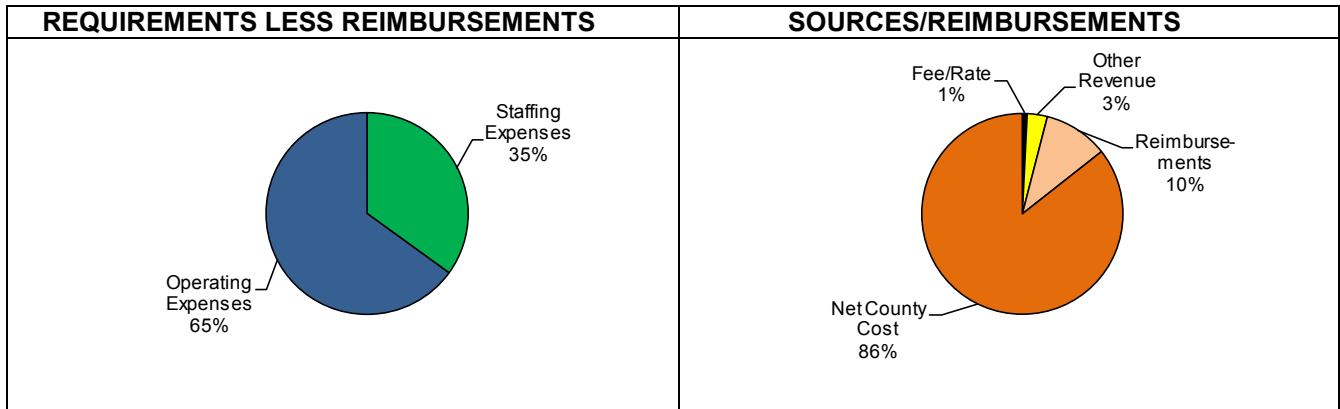 REQUIREMENTS LESS REIMBURSEMENTS
Staffing
Expenses
35%
Operating
Expenses
65%
SOURCES/REIMBURSEMENTS
Fee/Rate
1%
Other
Revenue
3%
Reimburse-
ments
10%
Net County
Cost
86%